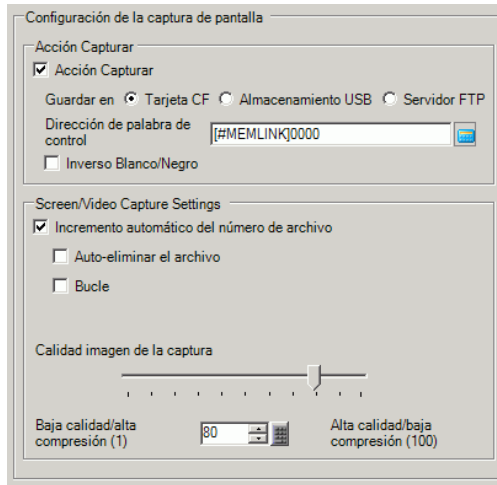 Configuración de la captura de pantalla
Acción Capturar
Acción Capturar
Guardar en Tarjeta CF Almacenamiento USB Servidor FTP
Dirección de palabra de
control
[#MEMLINK]0000
Inverso Blanco/Negro
Screen/Video Capture Settings
Incremento automático del número de archivo
Auto-eliminar el archivo
Bucle
Calidad imagen de la captura
Baja calidad/alta
compresión (1)
80
Alta calidad/baja
compresión (100)